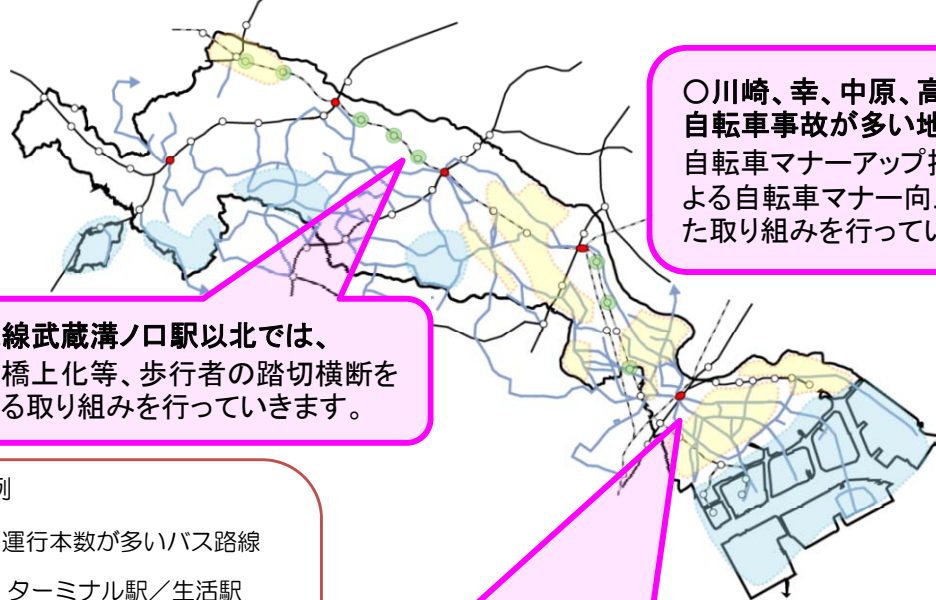 ○川崎、幸、中原、高
自転車事故が多い地
自転車マナーアップ
よる自転車マナー向
た取り組みを行ってい
線武蔵溝ノ口駅以北では、
橋上化等、歩行者の踏切横断を
る取り組みを行っていきます。
例
運行本数が多いバス路線
ターミナル駅／生活駅